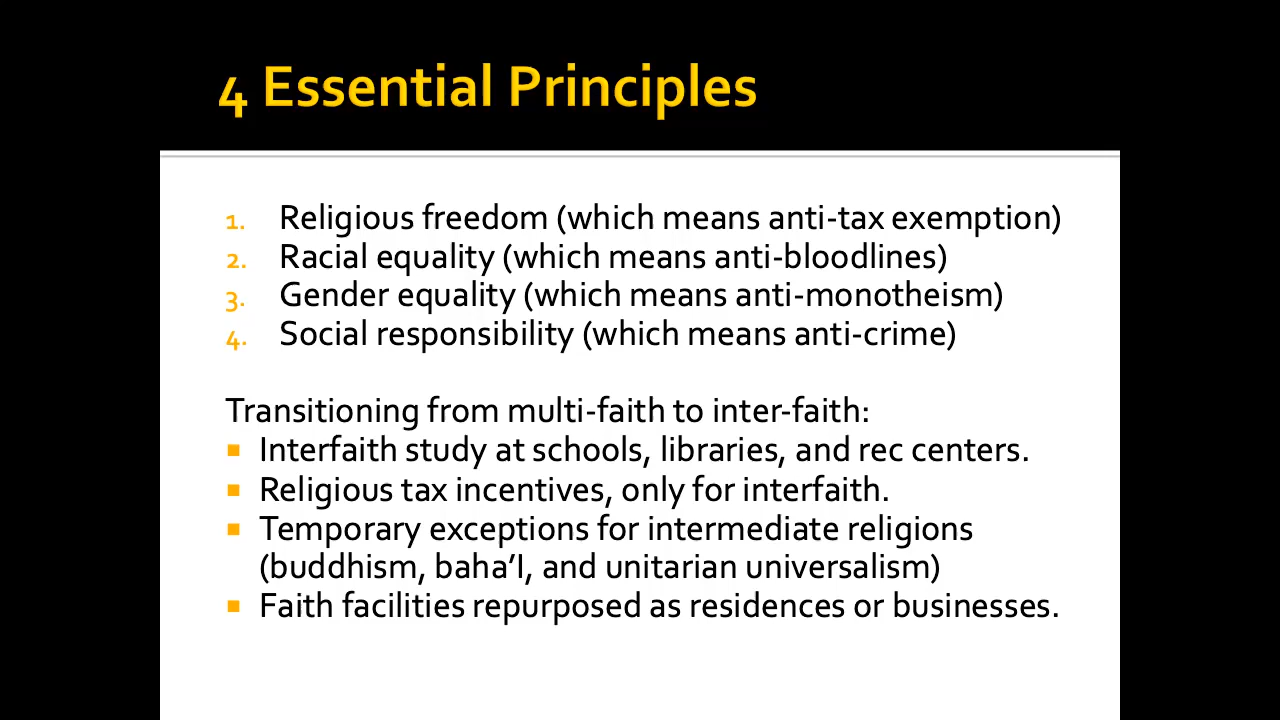 4 Essential Principles
1. Religious freedom (which means anti-tax exemption)
2. Racial equality (which means anti-bloodlines)
3. Gender equality (which means anti-monotheism)
4. Social responsibility (which means anti-crime)
Transitioning from multi-faith to inter-faith:
▪ Interfaith study at schools, libraries, and rec centers.
▪ Religious tax incentives, only for interfaith.
▪ Temporary exceptions for intermediate religions
(buddhism, baha’I, and unitarian universalism)
▪ Faith facilities repurposed as residences or businesses.